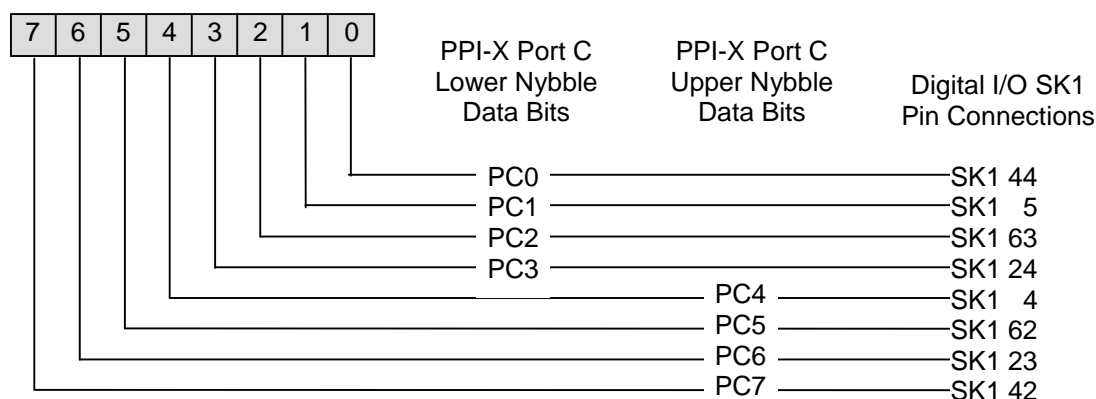 7 6 5 4 3 2 1 0
PPI-X Port C
Lower Nybble
Data Bits
PPI-X Port C
Upper Nybble
Data Bits
Digital I/O SK1
Pin Connections
PC0 SK1 44
PC1 SK1 5
PC2 SK1 63
PC3 SK1 24
PC4 SK1 4
PC5 SK1 62
PC6 SK1 23
PC7 SK1 42